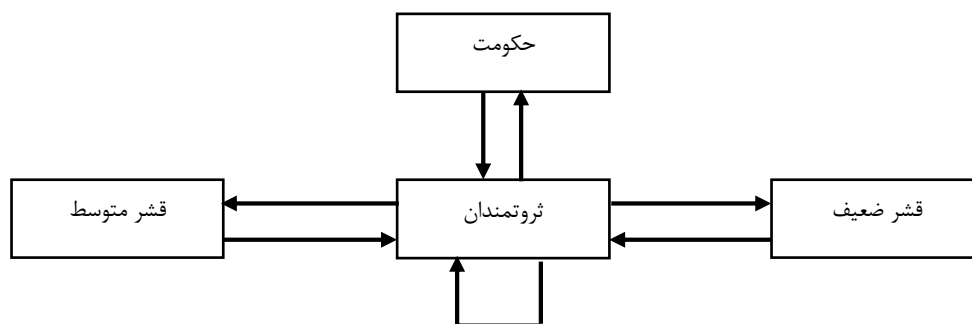 حکومت
قشر ضعیف
ثروتمندان
قشر متوسط